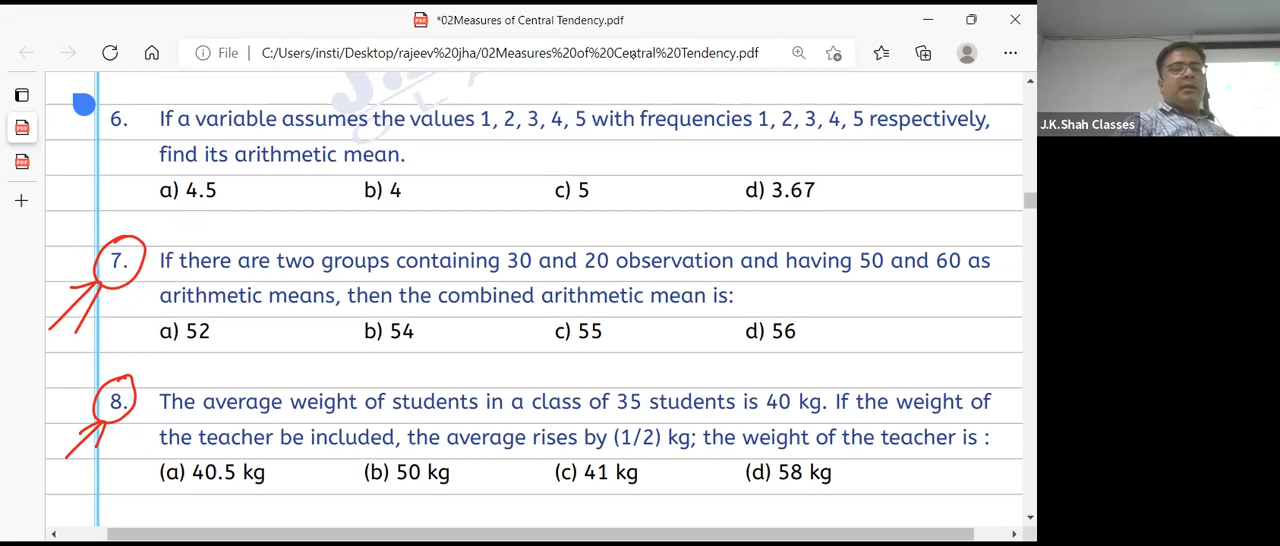 *02Measures of Central Tendency.pdf
File C:/Users/insti/Desktop/rajeev%20jha/02Measures%20of%20Central%20Tendency.pdf
J.K.Shah Classes
6. If a variable assumes the values 1, 2, 3, 4, 5 with frequencies 1, 2, 3, 4, 5 respectively,
find its arithmetic mean.
a) 4.5 b) 4 c) 5 d) 3.67
7. If there are two groups containing 30 and 20 observation and having 50 and 60 as
arithmetic means, then the combined arithmetic mean is:
a) 52 b) 54 c) 55 d) 56
8. The average weight of students in a class of 35 students is 40 kg. If the weight of
the teacher be included, the average rises by (1/2) kg; the weight of the teacher is :
(a) 40.5 kg (b) 50 kg (c) 41 kg (d) 58 kg